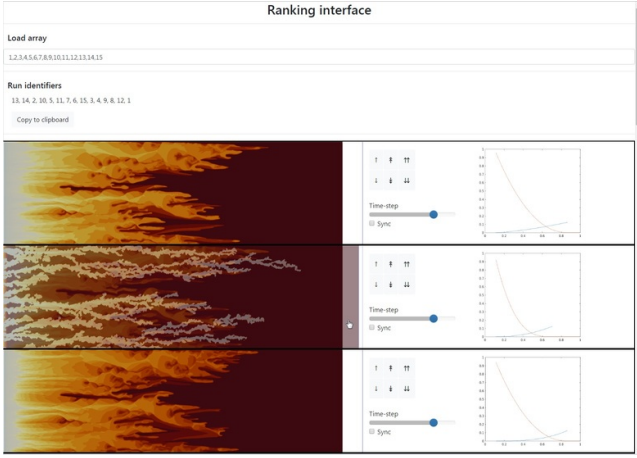 Ranking interface
Load array
1,2,3,4,5,6,7,8,9,10,11,12,13,14,15
Run identifiers
13, 14, 2, 10, 5, 11, 7, 6, 15, 3, 4, 9, 8, 12, 1
Copy to clipboard
Time-step
Sync
Time-step
Sync
Time-step
Sync